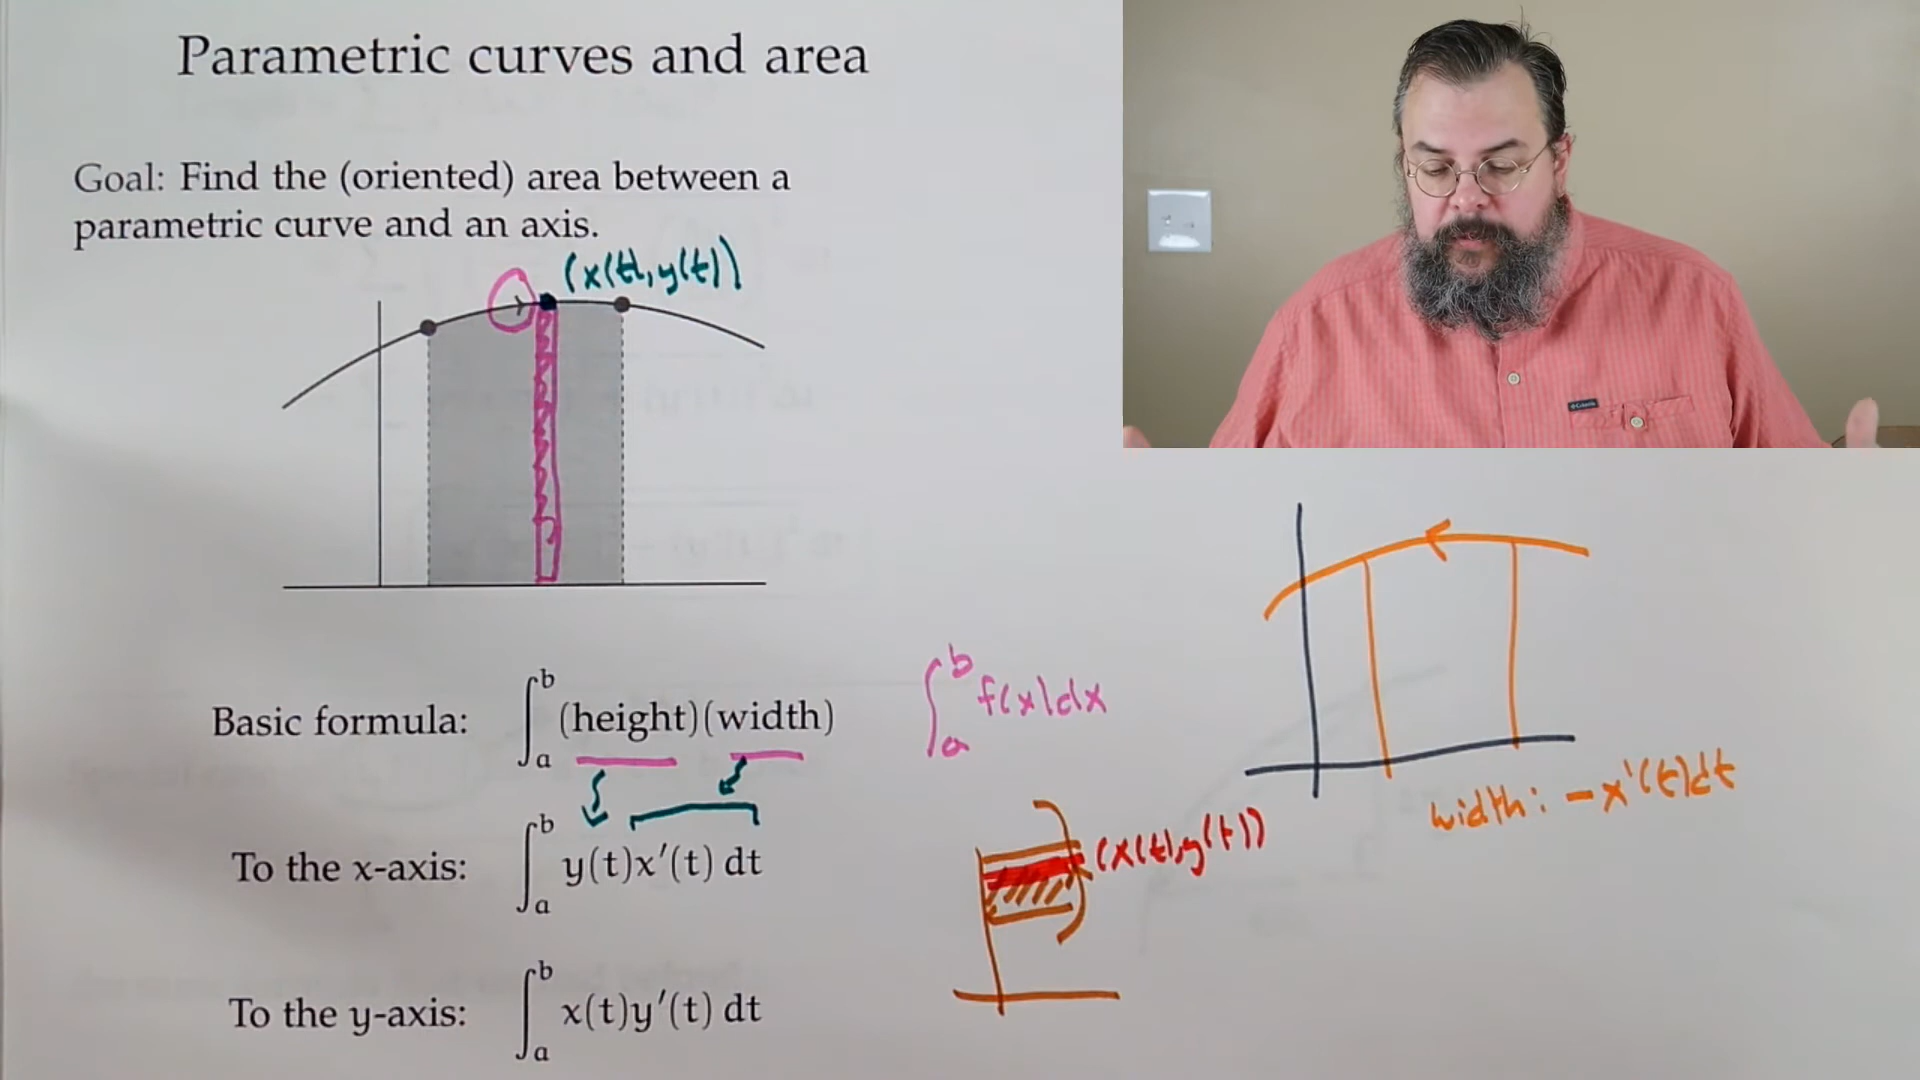 Parametric curves and area
Goal: Find the (oriented) area between a
parametric curve and an axis.
(x(t),y(t))
Basic formula: ∫_a^b (height)(width)
∫_a^b f(x)dx
To the x-axis: ∫_a^b y(t)x′(t) dt
To the y-axis: ∫_a^b x(t)y′(t) dt
(x(t),y(t))
width: -x'(t)dt